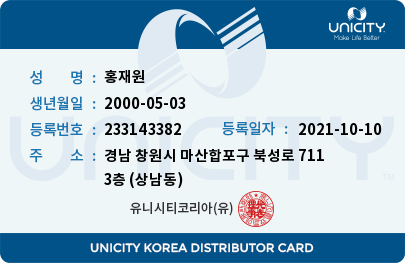 UNICITY
Make Life Better
성 명 : 홍재원
생년월일 : 2000-05-03
등록번호 : 233143382 등록일자 : 2021-10-10
주 소 : 경남 창원시 마산합포구 북성로 711
3층 (상남동)
UNICITY
TM
유니시티코리아(유)
UNICITY KOREA DISTRIBUTOR CARD